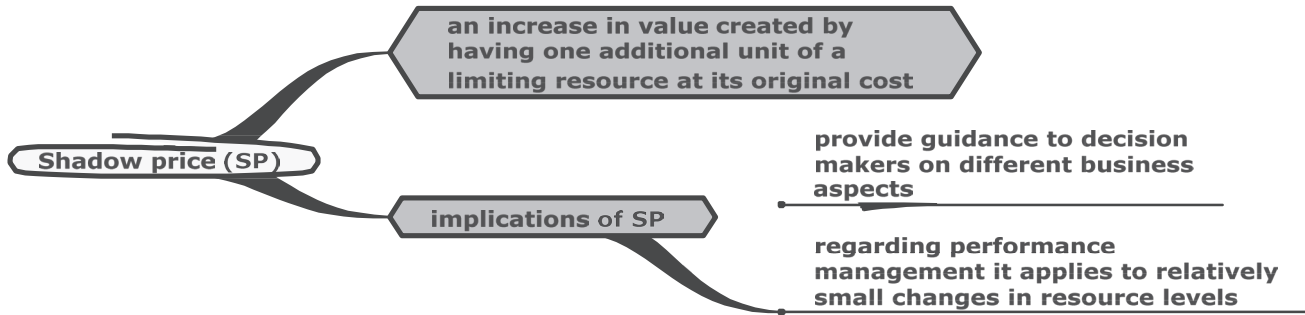 an increase in value created by
having one additional unit of a
limiting resource at its original cost
Shadow price (SP)
provide guidance to decision
makers on different business
aspects
implications of SP
regarding performance
management it applies to relatively
small changes in resource levels